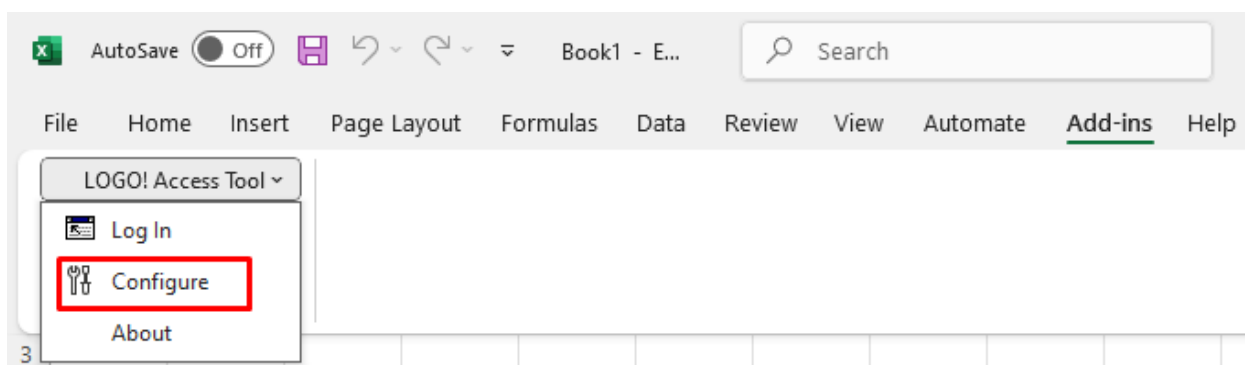 AutoSave Off Book1 - E... Search
File Home Insert Page Layout Formulas Data Review View Automate Add-ins Help
LOGO! Access Tool
Log In
Configure
About
3